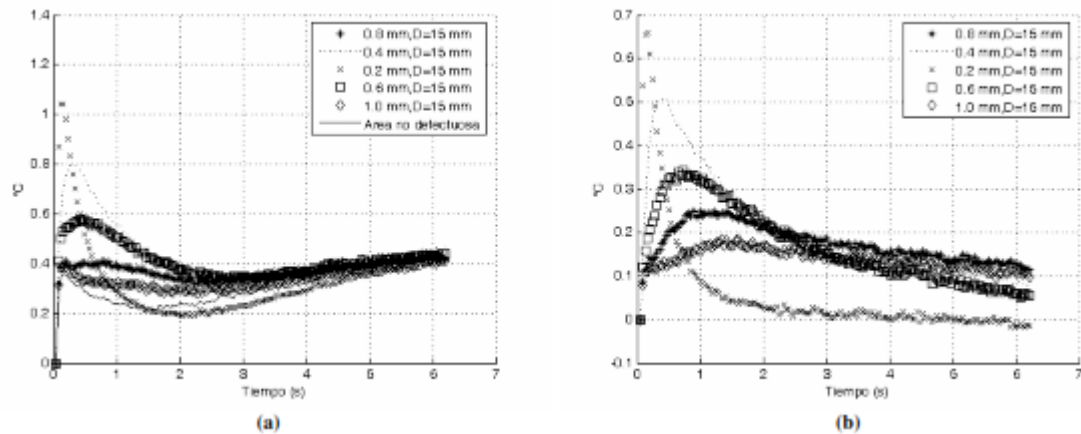 1.4
1.2
1
0.8
0.6
0.4
0.2
0
ºC
0 1 2 3 4 5 6 7
Tiempo (s)
0.8 mm,D=15 mm
0.4 mm,D=15 mm
0.2 mm,D=15 mm
0.6 mm,D=15 mm
1.0 mm,D=15 mm
Area no defectuosa
(a)
0.7
0.6
0.5
0.4
0.3
0.2
0.1
0
-0.1
ºC
0 1 2 3 4 5 6 7
Tiempo (s)
0.8 mm,D=15 mm
0.4 mm,D=15 mm
0.2 mm,D=15 mm
0.6 mm,D=15 mm
1.0 mm,D=15 mm
(b)